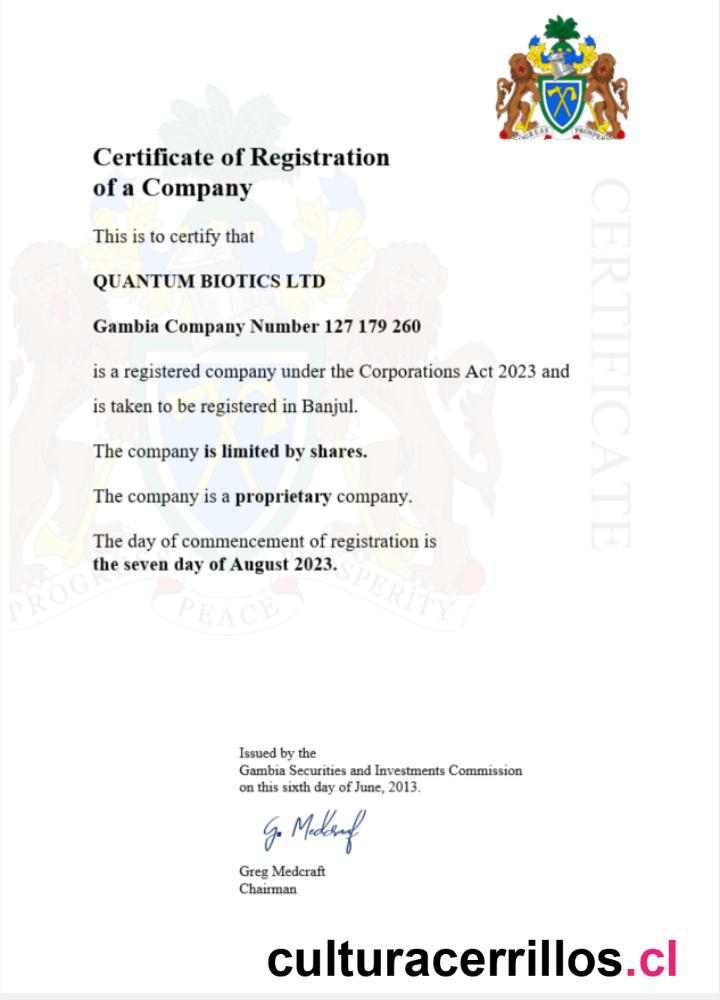 Certificate of Registration
of a Company
This is to certify that
QUANTUM BIOTICS LTD
Gambia Company Number 127 179 260
is a registered company under the Corporations Act 2023 and
is taken to be registered in Banjul.
The company is limited by shares.
The company is a proprietary company.
The day of commencement of registration is
the seven day of August 2023.
CERTIFICATE
PROGRESS PEACE PROSPERITY
Issued by the
Gambia Securities and Investments Commission
on this sixth day of June, 2013.
G. Medcraf
Greg Medcraft
Chairman
culturacerrillos.cl